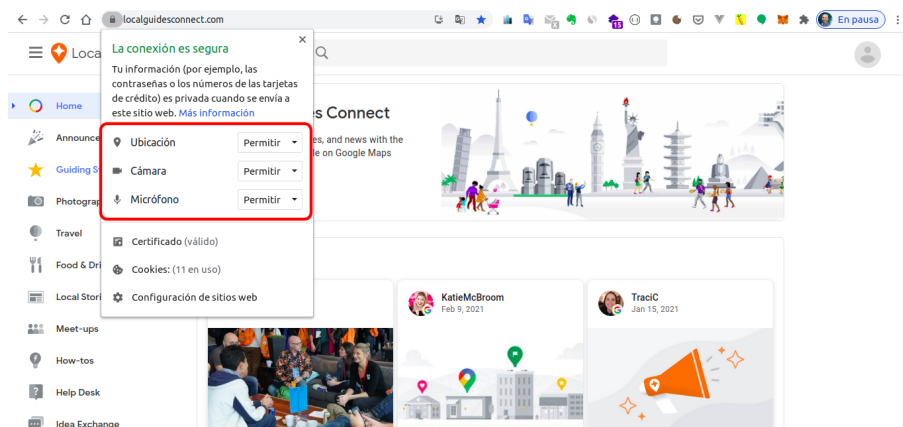 localguidesconnect.com
15
En pausa
La conexión es segura
Tu información (por ejemplo, las
contraseñas o los números de las tarjetas
de crédito) es privada cuando se envía a
este sitio web. Más información
Ubicación Permitir
Cámara Permitir
Micrófono Permitir
Certificado (válido)
Cookies: (11 en uso)
Configuración de sitios web
Loca
Home
Announce
Guiding S
Photograp
Travel
Food & Dri
Local Stori
Meet-ups
How-tos
Help Desk
Idea Exchange
s Connect
es, and news with the
le on Google Maps
KatieMcBroom
Feb 9, 2021
TraciC
Jan 15, 2021